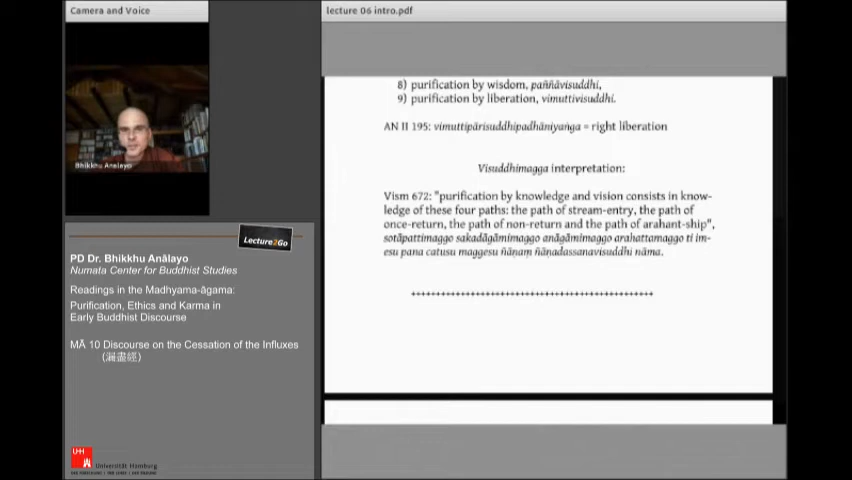 Camera and Voice
Bhikkhu Anālayo
Lecture2Go
PD Dr. Bhikkhu Anālayo
Numata Center for Buddhist Studies
Readings in the Madhyama-āgama:
Purification, Ethics and Karma in
Early Buddhist Discourse
MĀ 10 Discourse on the Cessation of the Influxes
(漏盡經)
UH
Universität Hamburg
lecture 06 intro.pdf
8) purification by wisdom, paññāvisuddhi,
9) purification by liberation, vimuttivisuddhi.
AN II 195: vimuttipārisuddhipadhāniyaṅga = right liberation
Visuddhimagga interpretation:
Vism 672: "purification by knowledge and vision consists in know-
ledge of these four paths: the path of stream-entry, the path of
once-return, the path of non-return and the path of arahant-ship",
sotāpattimaggo sakadāgāmimaggo anāgāmimaggo arahattamaggo ti im-
esu pana catusu maggesu ñāṇaṃ ñāṇadassanavisuddhi nāma.